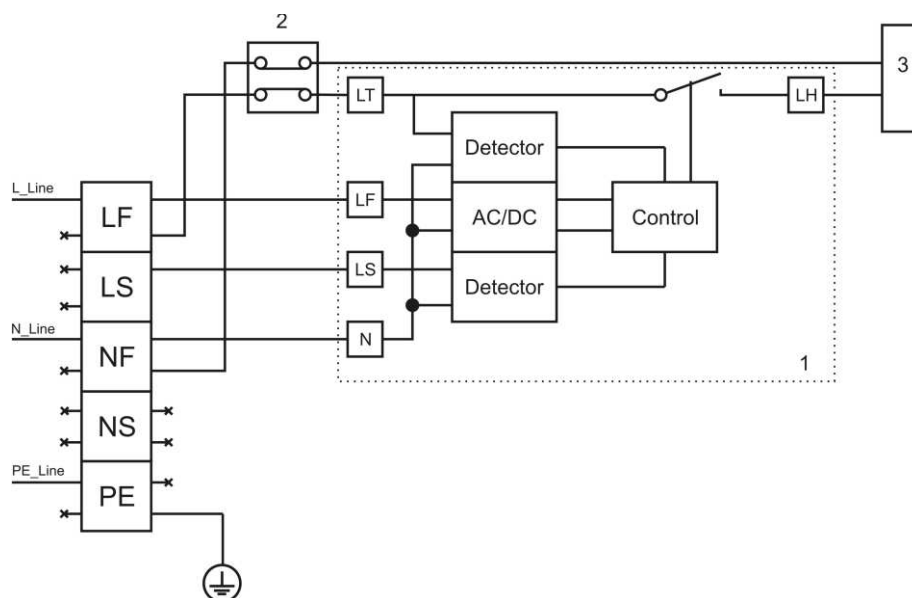 2
3
LT
LH
Detector
L_Line
LF
LF
AC/DC
Control
LS
LS
Detector
N_Line
NF
N
1
NS
PE_Line
PE